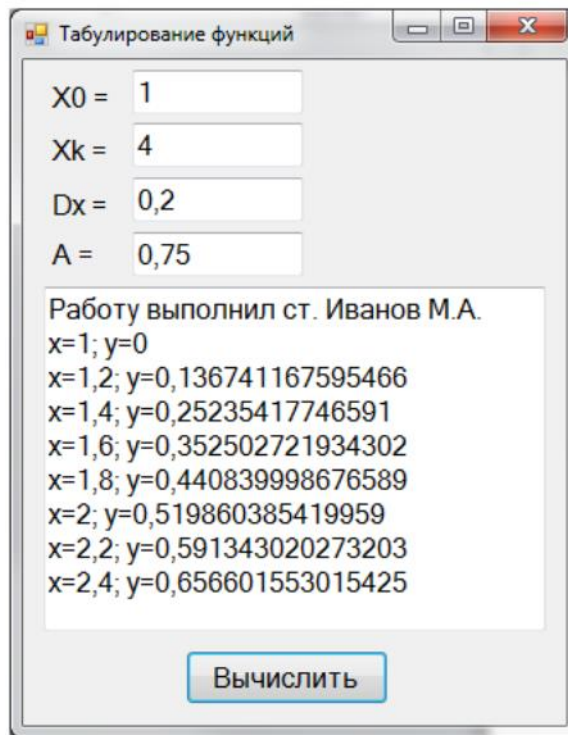 Табулирование функций
X0 = 1
Xk = 4
Dx = 0,2
A = 0,75
Работу выполнил ст. Иванов М.А.
x=1; y=0
x=1,2; y=0,136741167595466
x=1,4; y=0,25235417746591
x=1,6; y=0,352502721934302
x=1,8; y=0,440839998676589
x=2; y=0,519860385419959
x=2,2; y=0,591343020273203
x=2,4; y=0,656601553015425
Вычислить